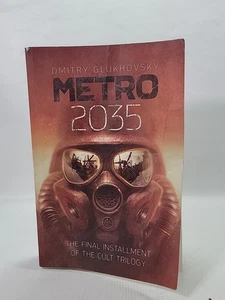 DMITRY GLUKHOVSKY
METRO
2035
THE FINAL INSTALLMENT
OF THE CULT TRILOGY